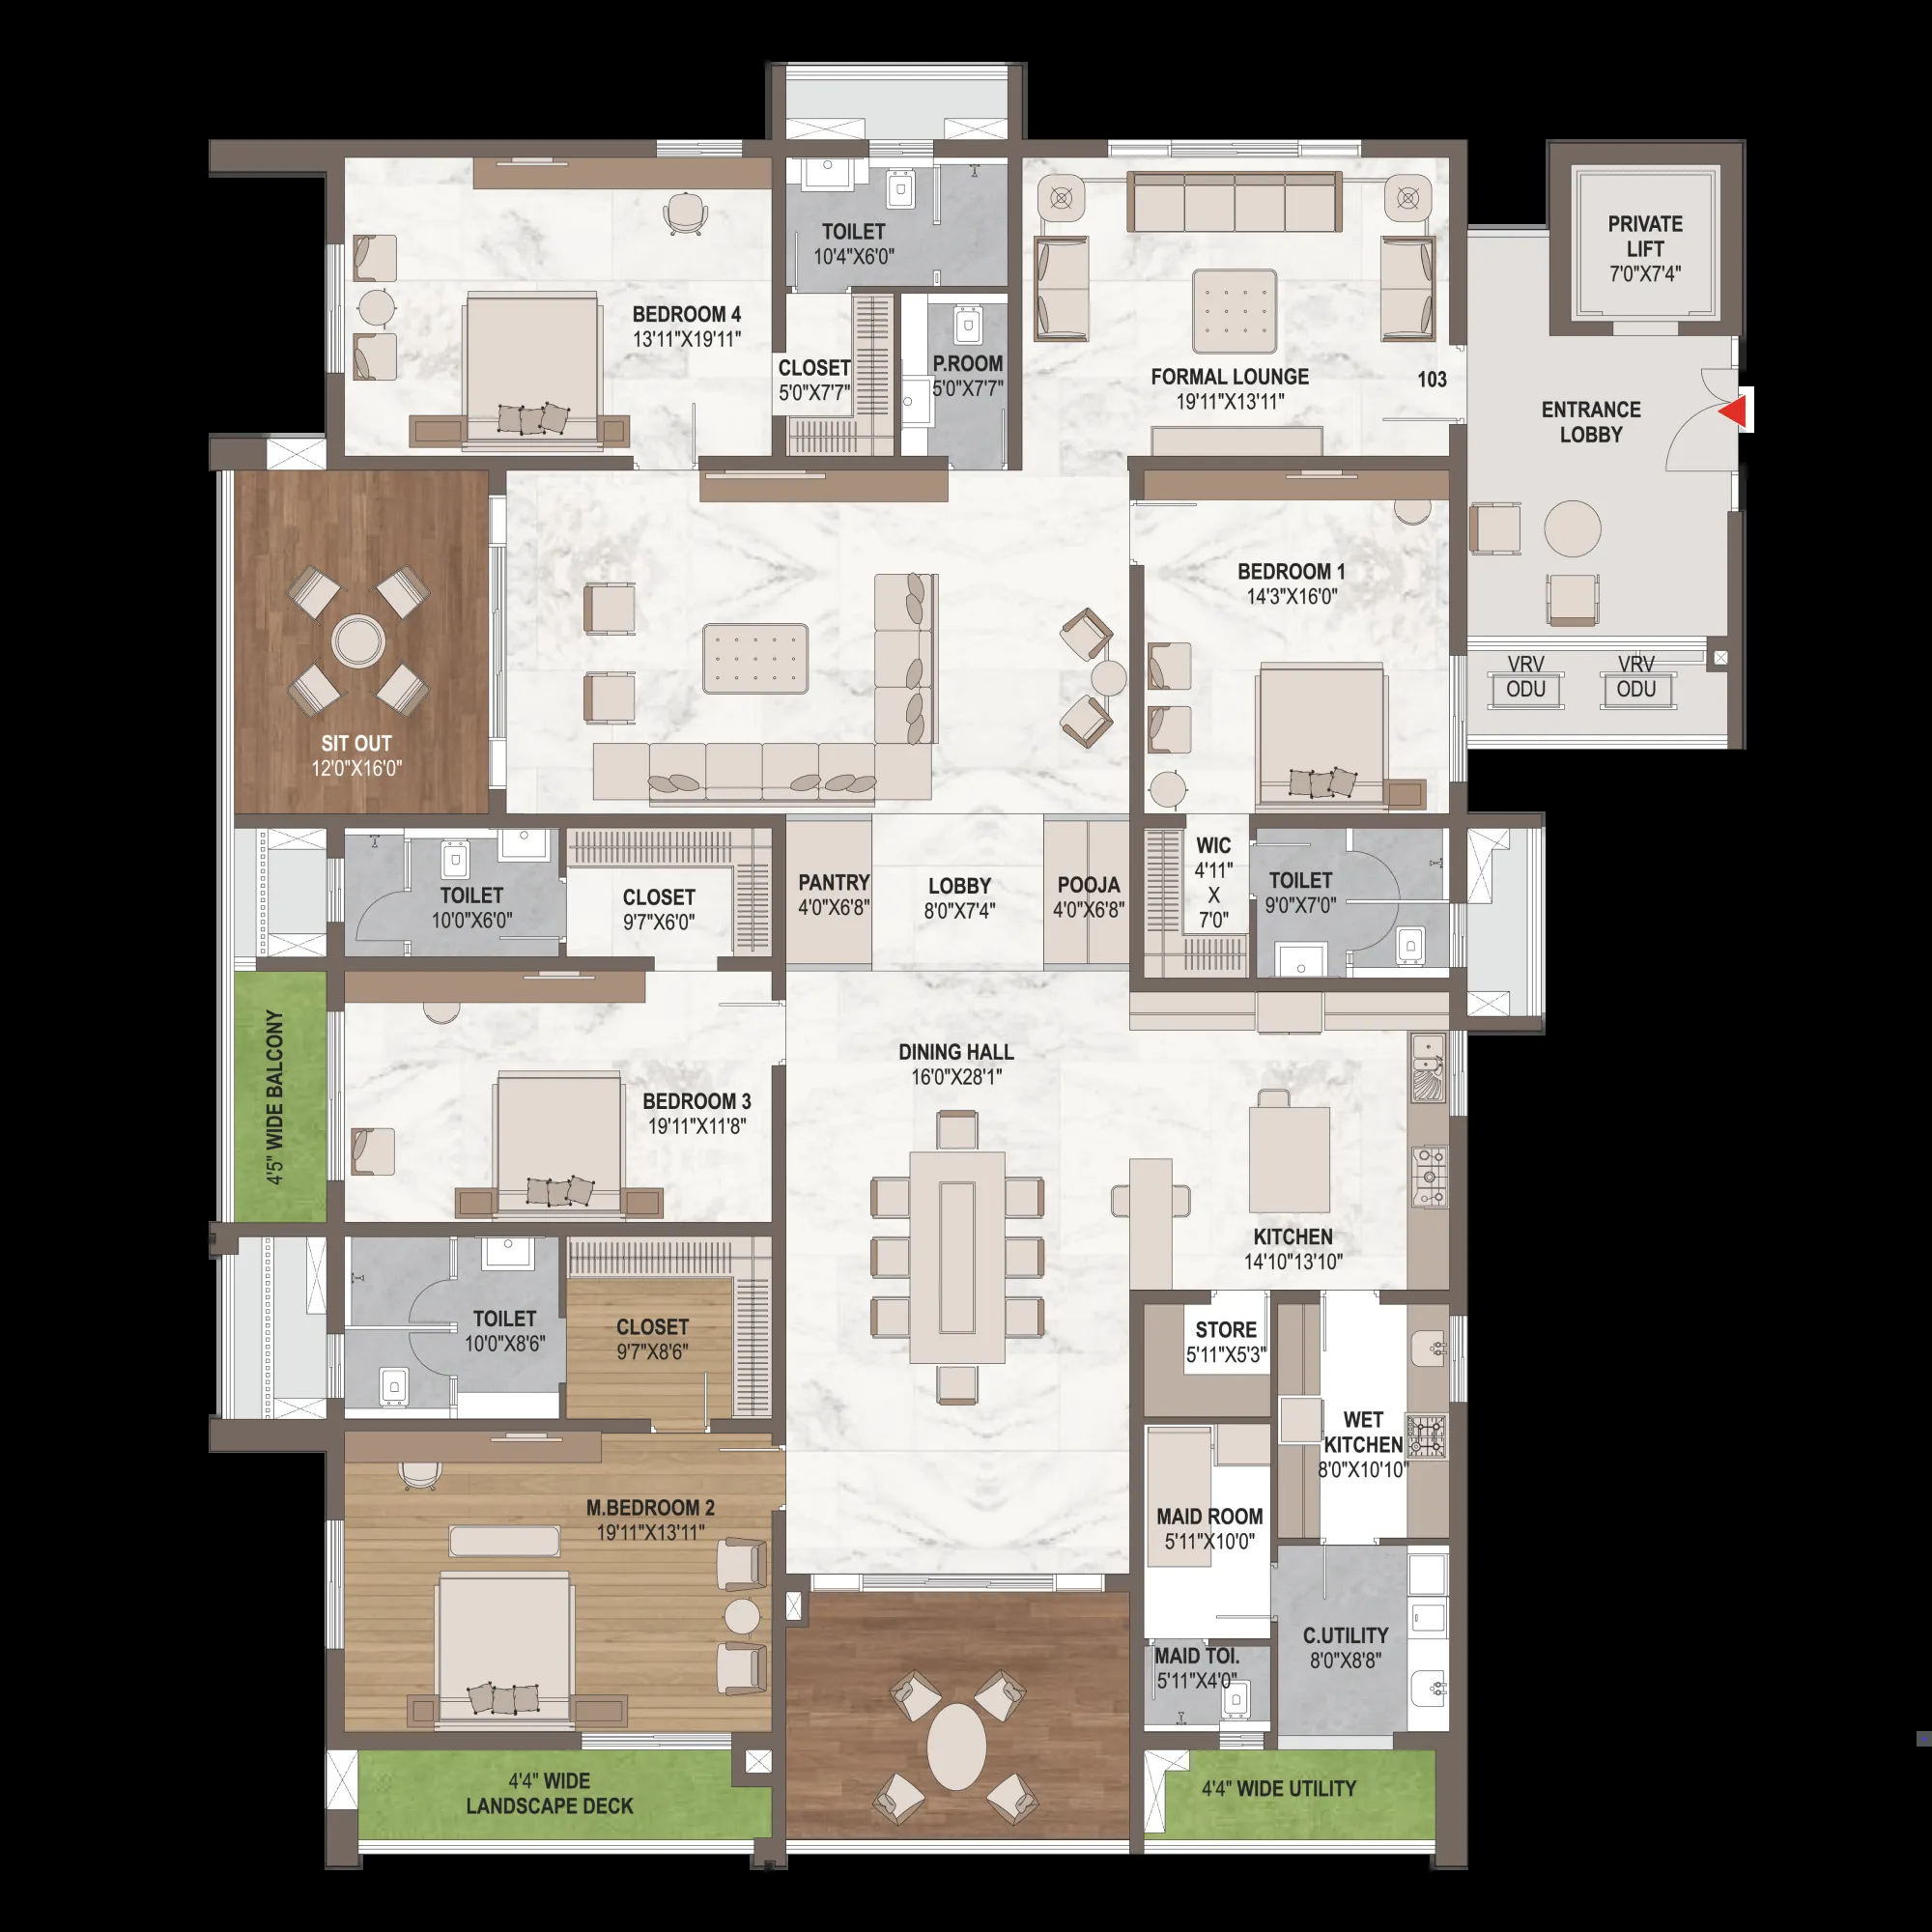 PRIVATE
LIFT
7'0"X7'4"
TOILET
10'4"X6'0"
BEDROOM 4
13'11"X19'11"
CLOSET
5'0"X7'7"
P.ROOM
5'0"X7'7"
FORMAL LOUNGE
19'11"X13'11"
103
ENTRANCE
LOBBY
BEDROOM 1
14'3"X16'0"
VRV
ODU
VRV
ODU
SIT OUT
12'0"X16'0"
TOILET
10'0"X6'0"
CLOSET
9'7"X6'0"
PANTRY
4'0"X6'8"
LOBBY
8'0"X7'4"
POOJA
4'0"X6'8"
WIC
4'11"
X
7'0"
TOILET
9'0"X7'0"
4'5" WIDE BALCONY
DINING HALL
16'0"X28'1"
BEDROOM 3
19'11"X11'8"
KITCHEN
14'10"13'10"
TOILET
10'0"X8'6"
CLOSET
9'7"X8'6"
STORE
5'11"X5'3"
WET
KITCHEN
8'0"X10'10"
M.BEDROOM 2
19'11"X13'11"
MAID ROOM
5'11"X10'0"
C.UTILITY
8'0"X8'8"
MAID TOI.
5'11"X4'0"
4'4" WIDE
LANDSCAPE DECK
4'4" WIDE UTILITY